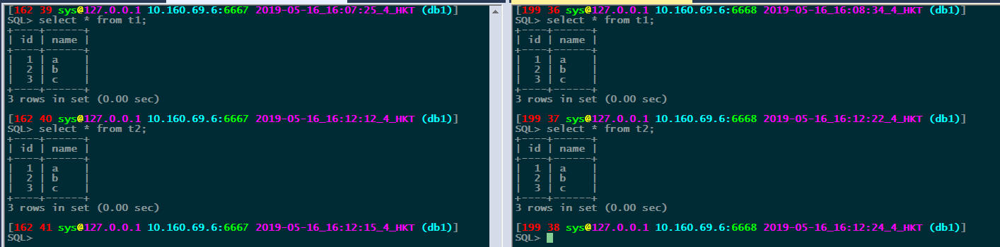 [162 39 sys@127.0.0.1 10.160.69.6:6667 2019-05-16_16:07:25_4_HKT (db1)]
SQL> select * from t1;
+----+------+
| id | name |
+----+------+
|  1 | a    |
|  2 | b    |
|  3 | c    |
+----+------+
3 rows in set (0.00 sec)
[162 40 sys@127.0.0.1 10.160.69.6:6667 2019-05-16_16:12:12_4_HKT (db1)]
SQL> select * from t2;
+----+------+
| id | name |
+----+------+
|  1 | a    |
|  2 | b    |
|  3 | c    |
+----+------+
3 rows in set (0.00 sec)
[162 41 sys@127.0.0.1 10.160.69.6:6667 2019-05-16_16:12:15_4_HKT (db1)]
SQL>
[199 36 sys@127.0.0.1 10.160.69.6:6668 2019-05-16_16:08:34_4_HKT (db1)]
SQL> select * from t1;
+----+------+
| id | name |
+----+------+
|  1 | a    |
|  2 | b    |
|  3 | c    |
+----+------+
3 rows in set (0.00 sec)
[199 37 sys@127.0.0.1 10.160.69.6:6668 2019-05-16_16:12:22_4_HKT (db1)]
SQL> select * from t2;
+----+------+
| id | name |
+----+------+
|  1 | a    |
|  2 | b    |
|  3 | c    |
+----+------+
3 rows in set (0.00 sec)
[199 38 sys@127.0.0.1 10.160.69.6:6668 2019-05-16_16:12:24_4_HKT (db1)]
SQL>